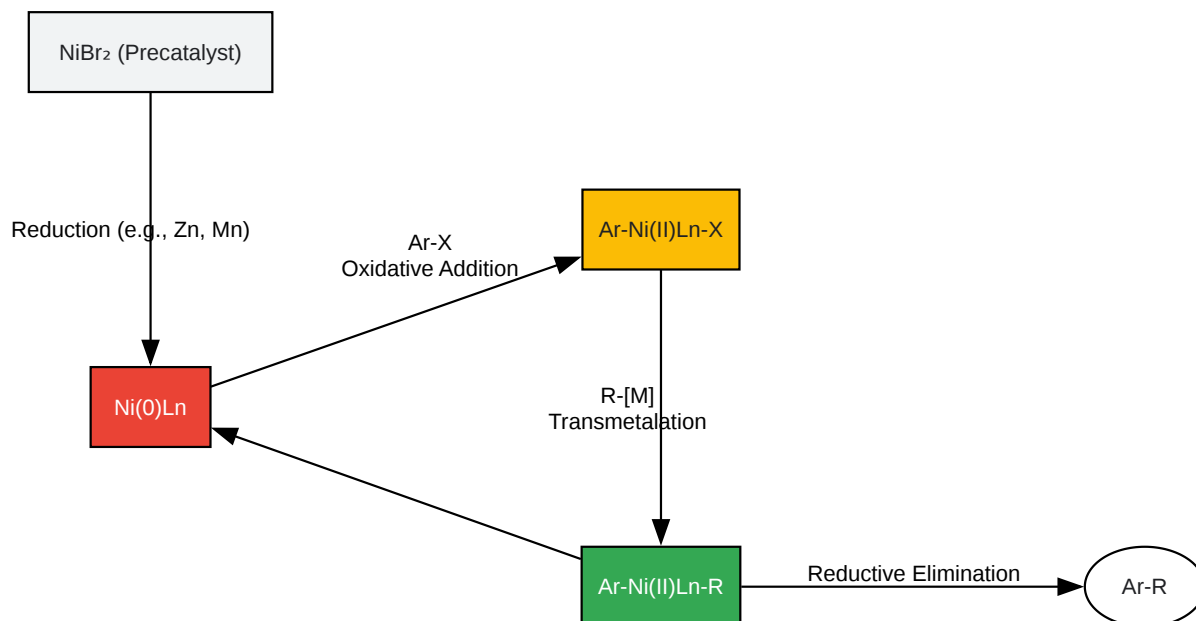 NiBr₂ (Precatalyst)
Reduction (e.g., Zn, Mn)
Ar-X
Oxidative Addition
Ar-Ni(II)Ln-X
Ni(0)Ln
R-[M]
Transmetalation
Ar-Ni(II)Ln-R
Reductive Elimination
Ar-R